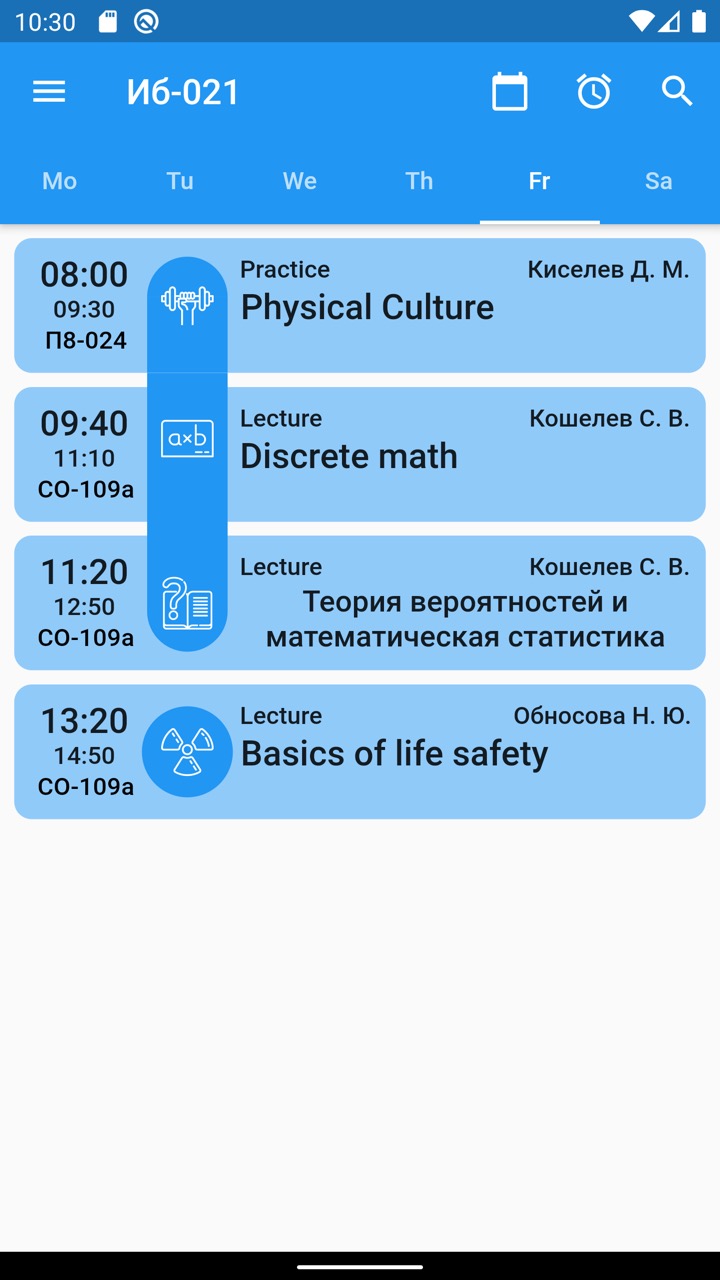 10:30
Иб-021
Mo Tu We Th Fr Sa
08:00
09:30
П8-024
Practice
Киселев Д. М.
Physical Culture
09:40
11:10
СО-109а
a×b
Lecture
Кошелев С. В.
Discrete math
11:20
12:50
СО-109а
Lecture
Кошелев С. В.
Теория вероятностей и
математическая статистика
13:20
14:50
СО-109а
Lecture
Обносова Н. Ю.
Basics of life safety